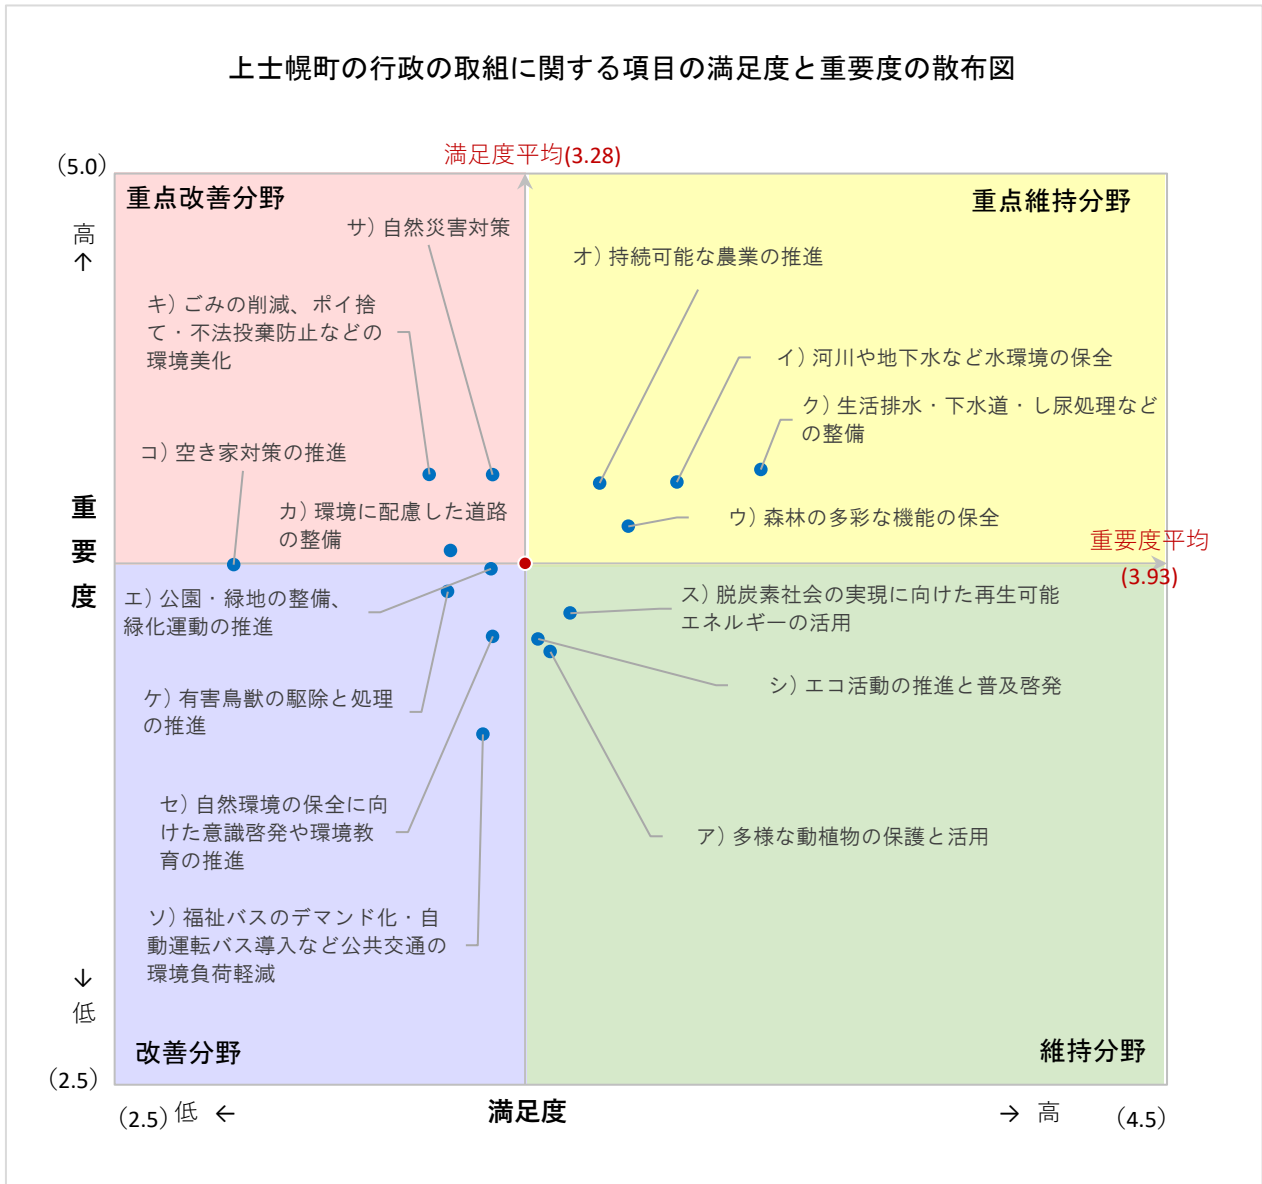 上士幌町の行政の取組に関する項目の満足度と重要度の散布図
満足度平均(3.28)
（5.0）
重点改善分野
重点維持分野
高
↑
サ）自然災害対策
オ）持続可能な農業の推進
キ）ごみの削減、ポイ捨
て・不法投棄防止などの
環境美化
イ）河川や地下水など水環境の保全
ク）生活排水・下水道・し尿処理など
の整備
コ）空き家対策の推進
カ）環境に配慮した道路
の整備
ウ）森林の多彩な機能の保全
重要度
重要度平均
(3.93)
エ）公園・緑地の整備、
緑化運動の推進
ス）脱炭素社会の実現に向けた再生可能
エネルギーの活用
シ）エコ活動の推進と普及啓発
ケ）有害鳥獣の駆除と処理
の推進
セ）自然環境の保全に向
けた意識啓発や環境教
育の推進
ア）多様な動植物の保護と活用
ソ）福祉バスのデマンド化・自
動運転バス導入など公共交通の
環境負荷軽減
↓
低
改善分野
維持分野
（2.5）
（2.5）低 ←
満足度
→ 高
（4.5）